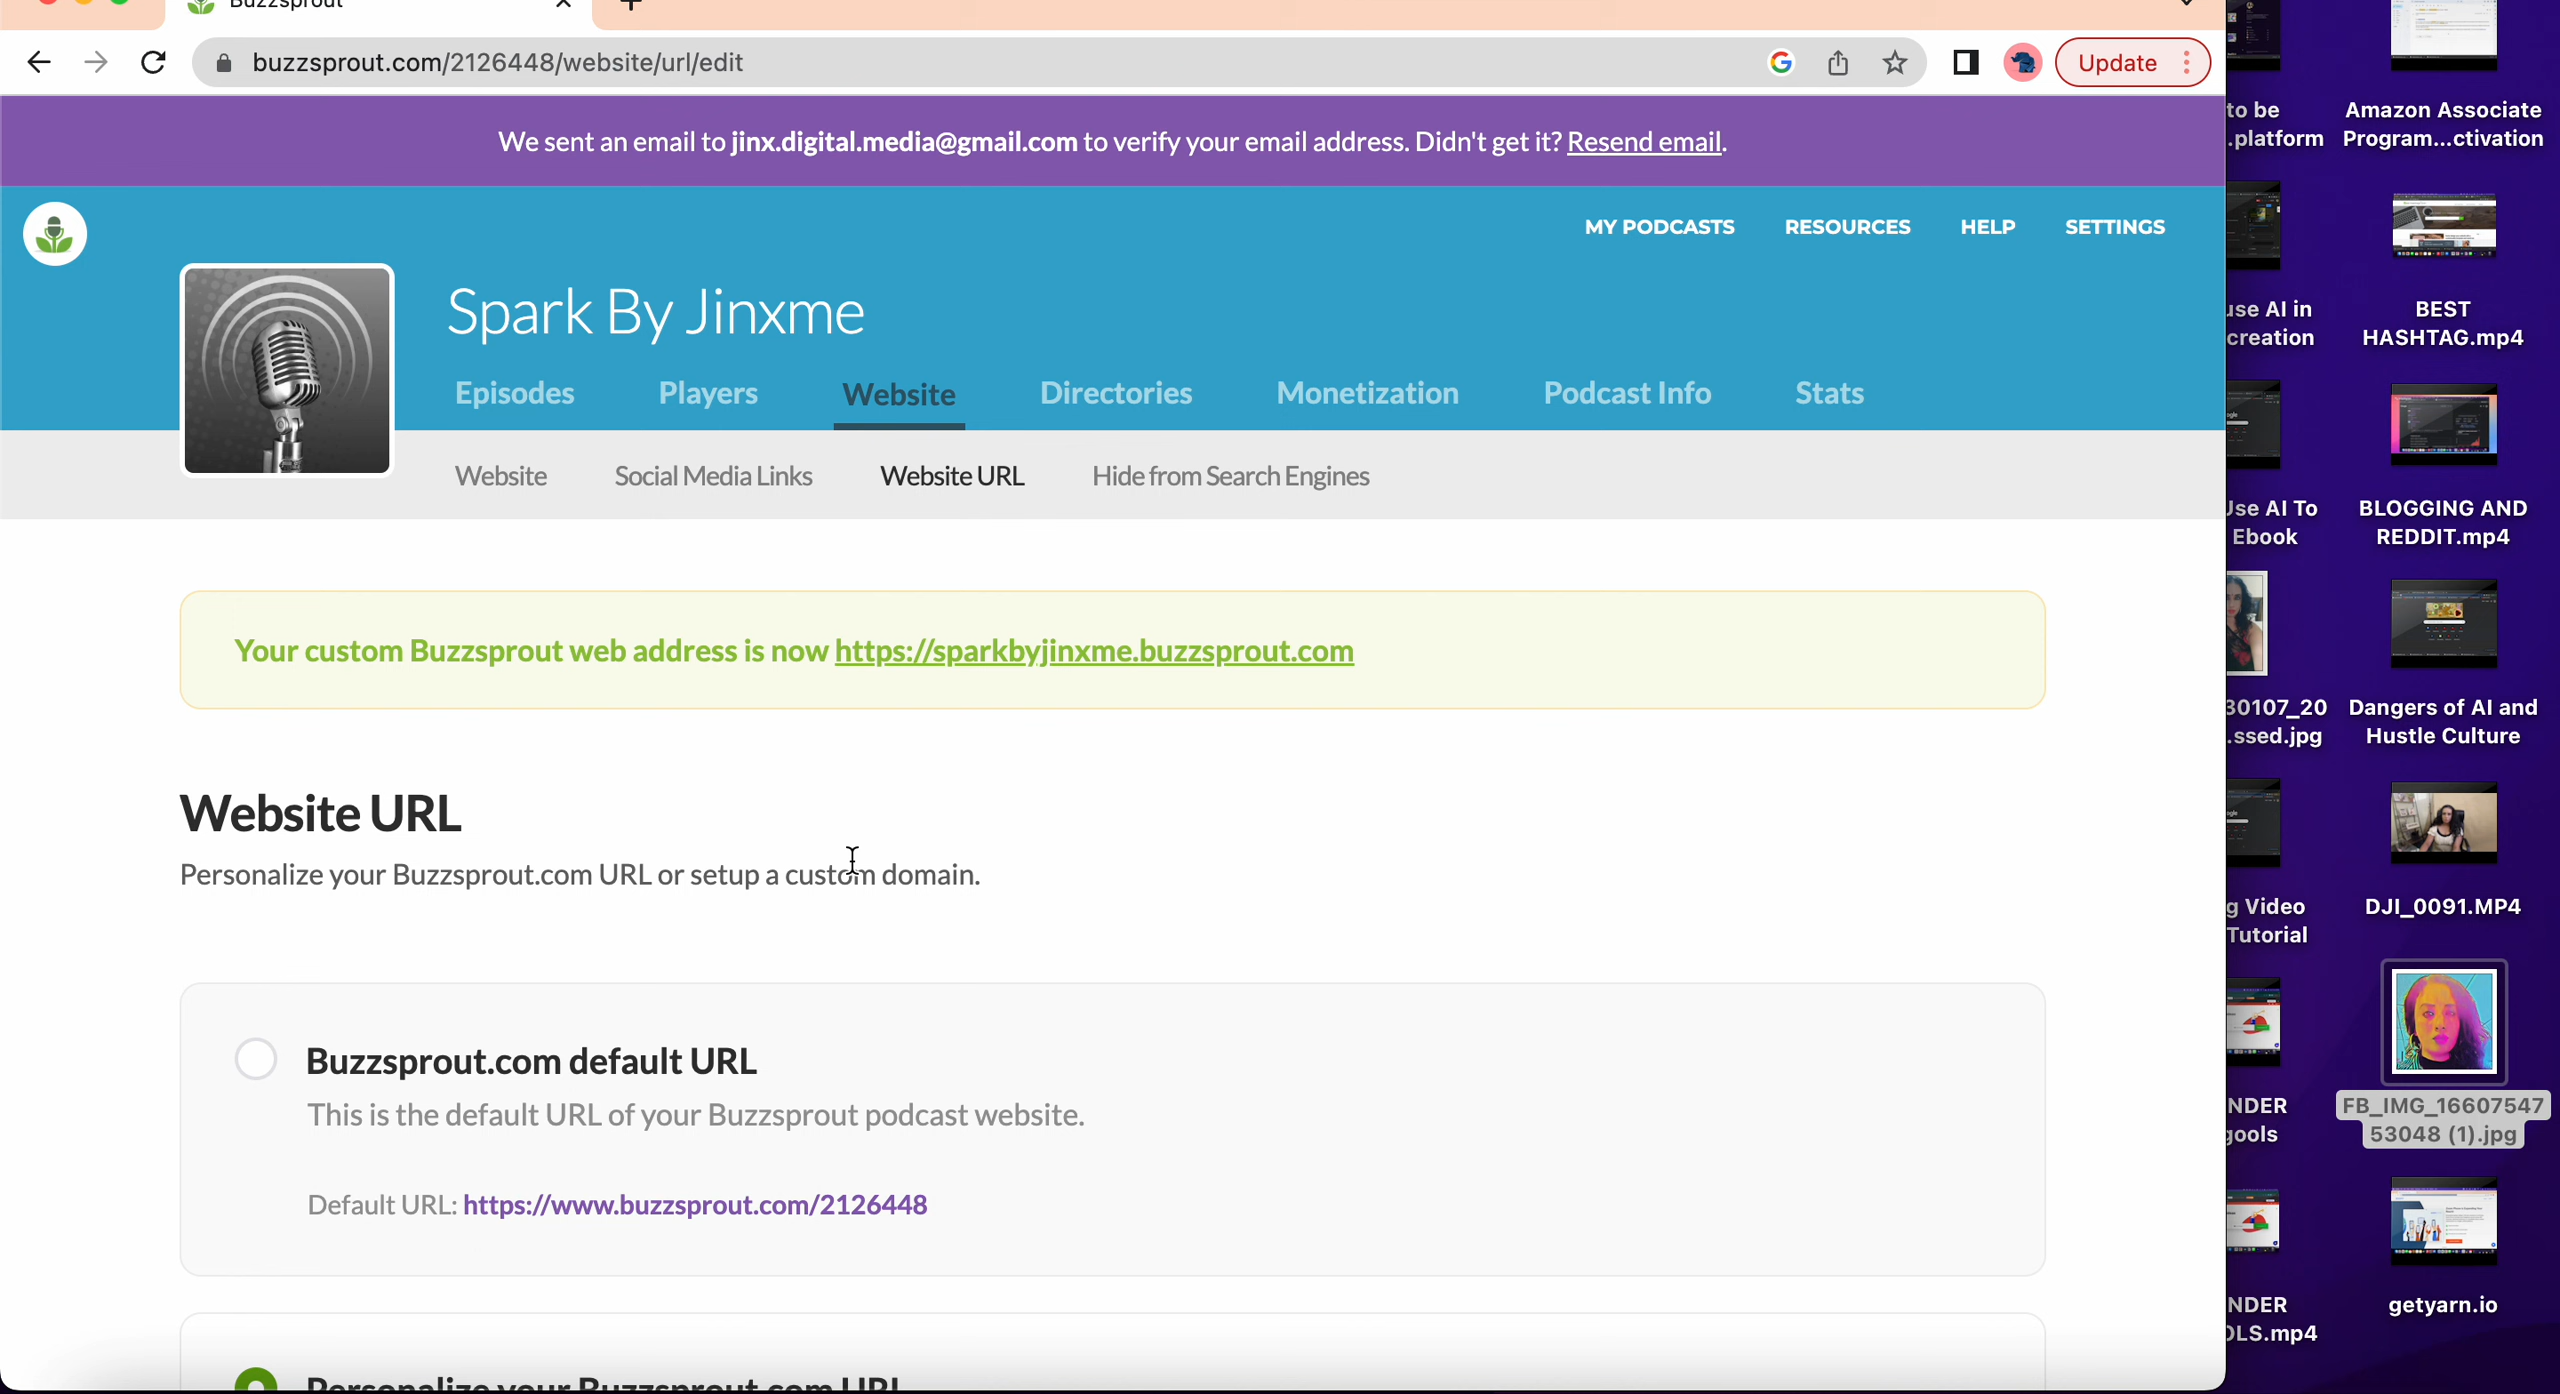 Buzzsprout
buzzsprout.com/2126448/website/url/edit
Update
We sent an email to jinx.digital.media@gmail.com to verify your email address. Didn't get it? Resend email.
MY PODCASTS RESOURCES HELP SETTINGS
Spark By Jinxme
Episodes Players Website Directories Monetization Podcast Info Stats
Website Social Media Links Website URL Hide from Search Engines
Your custom Buzzsprout web address is now https://sparkbyjinxme.buzzsprout.com
Website URL
Personalize your Buzzsprout.com URL or setup a custom domain.
Buzzsprout.com default URL
This is the default URL of your Buzzsprout podcast website.
Default URL: https://www.buzzsprout.com/2126448
Personalize your Buzzsprout.com URL
to be
.platform
Amazon Associate
Program...ctivation
use AI in
creation
BEST
HASHTAG.mp4
Use AI To
Ebook
BLOGGING AND
REDDIT.mp4
30107_20
.ssed.jpg
Dangers of AI and
Hustle Culture
g Video
Tutorial
DJI_0091.MP4
NDER
gools
FB_IMG_16607547
53048 (1).jpg
NDER
OLS.mp4
getyarn.io